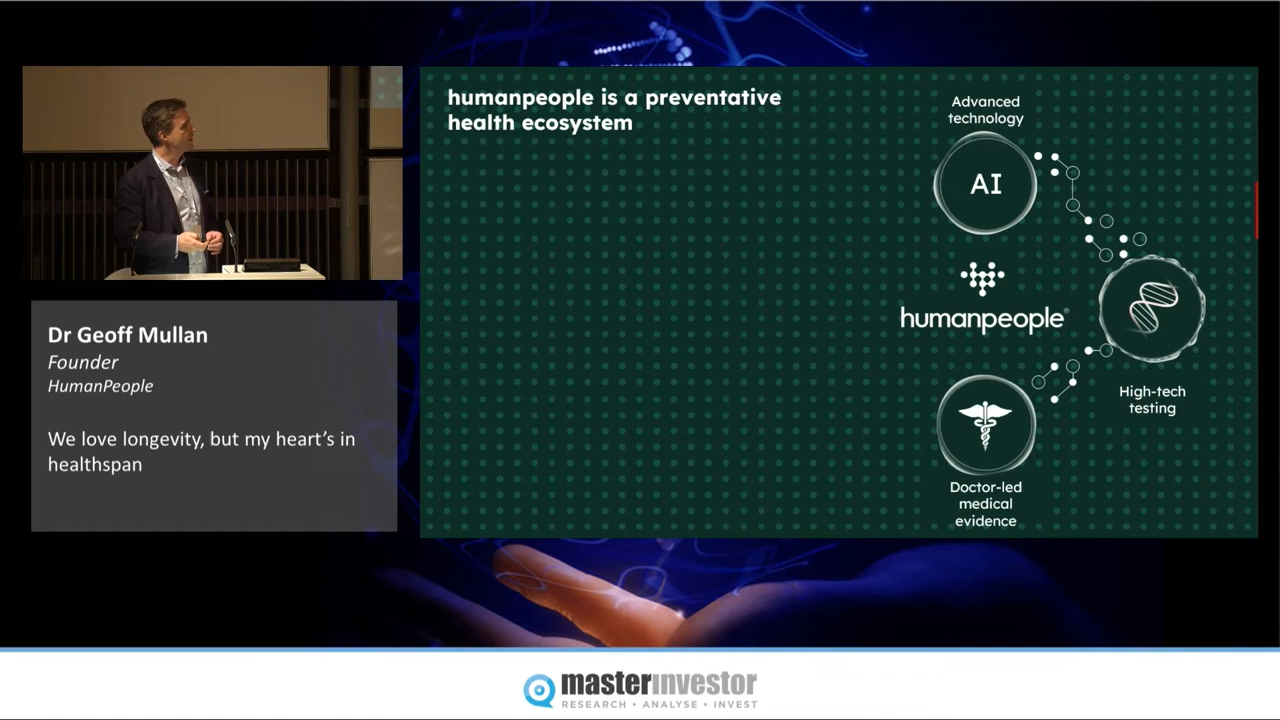 humanpeople is a preventative
health ecosystem
Advanced
technology
AI
humanpeople®
High-tech
testing
Doctor-led
medical
evidence
Dr Geoff Mullan
Founder
HumanPeople
We love longevity, but my heart’s in
healthspan
masterinvestor
RESEARCH • ANALYSE • INVEST